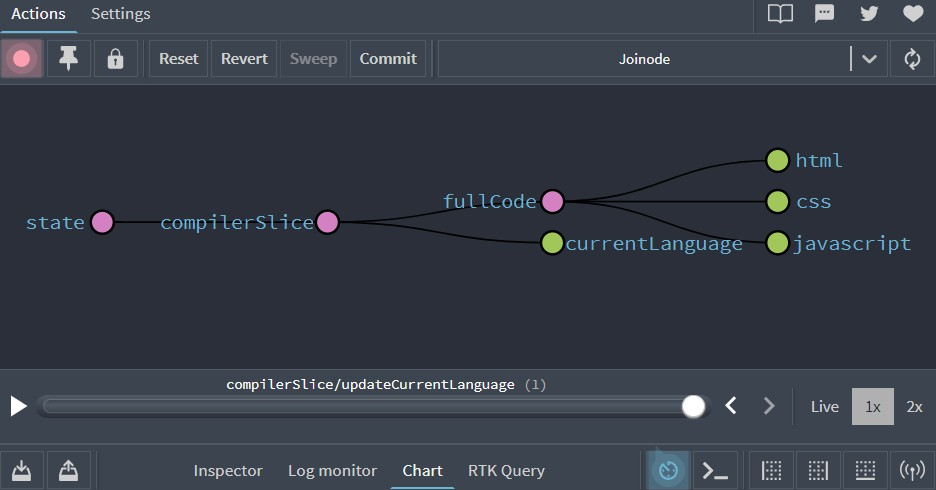 Actions Settings
Reset Revert Sweep Commit Joinode
html
fullCode css
state compilerSlice
currentLanguage javascript
compilerSlice/updateCurrentLanguage (1)
Live 1x 2x
Inspector Log monitor Chart RTK Query